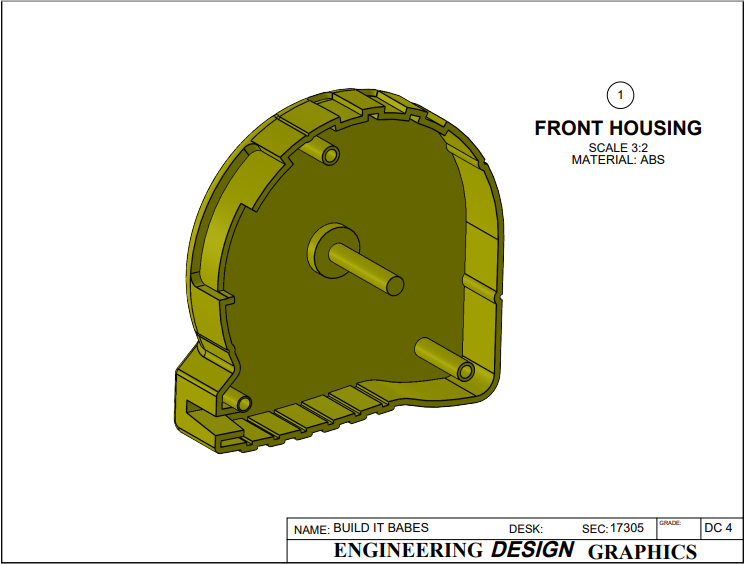 1
FRONT HOUSING
SCALE 3:2
MATERIAL: ABS
NAME: BUILD IT BABES DESK: SEC: 17305 GRADE: DC 4
ENGINEERING DESIGN GRAPHICS